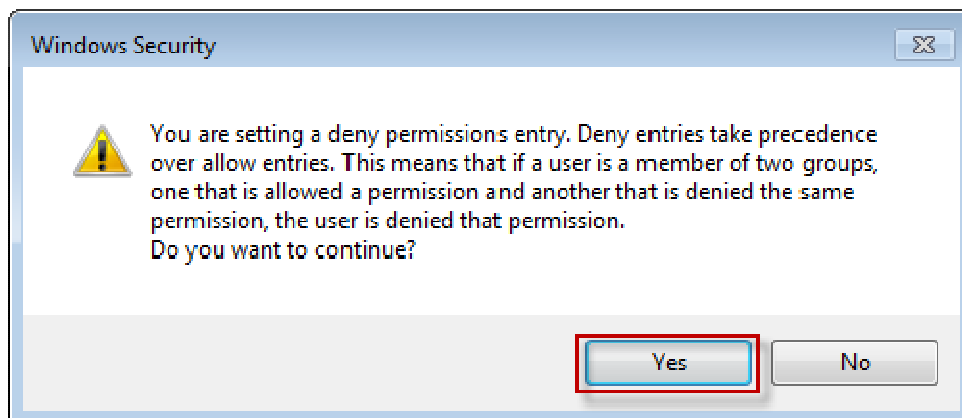 Windows Security
You are setting a deny permissions entry. Deny entries take precedence
over allow entries. This means that if a user is a member of two groups,
one that is allowed a permission and another that is denied the same
permission, the user is denied that permission.
Do you want to continue?
Yes
No